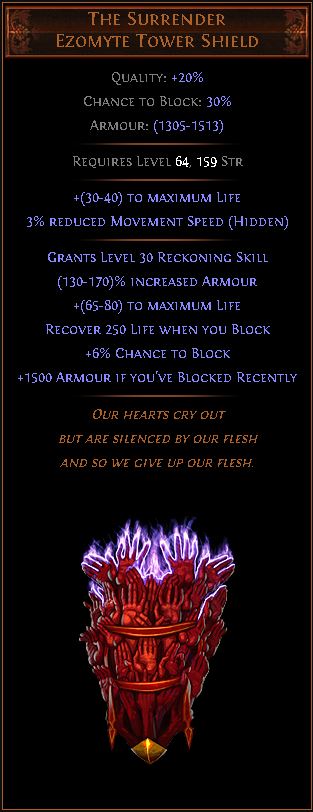 The Surrender
Ezomyte Tower Shield
Quality: +20%
Chance to Block: 30%
Armour: (1305-1513)
Requires Level 64, 159 Str
+(30-40) to maximum Life
3% reduced Movement Speed (Hidden)
Grants Level 30 Reckoning Skill
(130-170)% increased Armour
+(65-80) to maximum Life
Recover 250 Life when you Block
+6% Chance to Block
+1500 Armour if you've Blocked Recently
Our hearts cry out
but are silenced by our flesh
and so we give up our flesh.